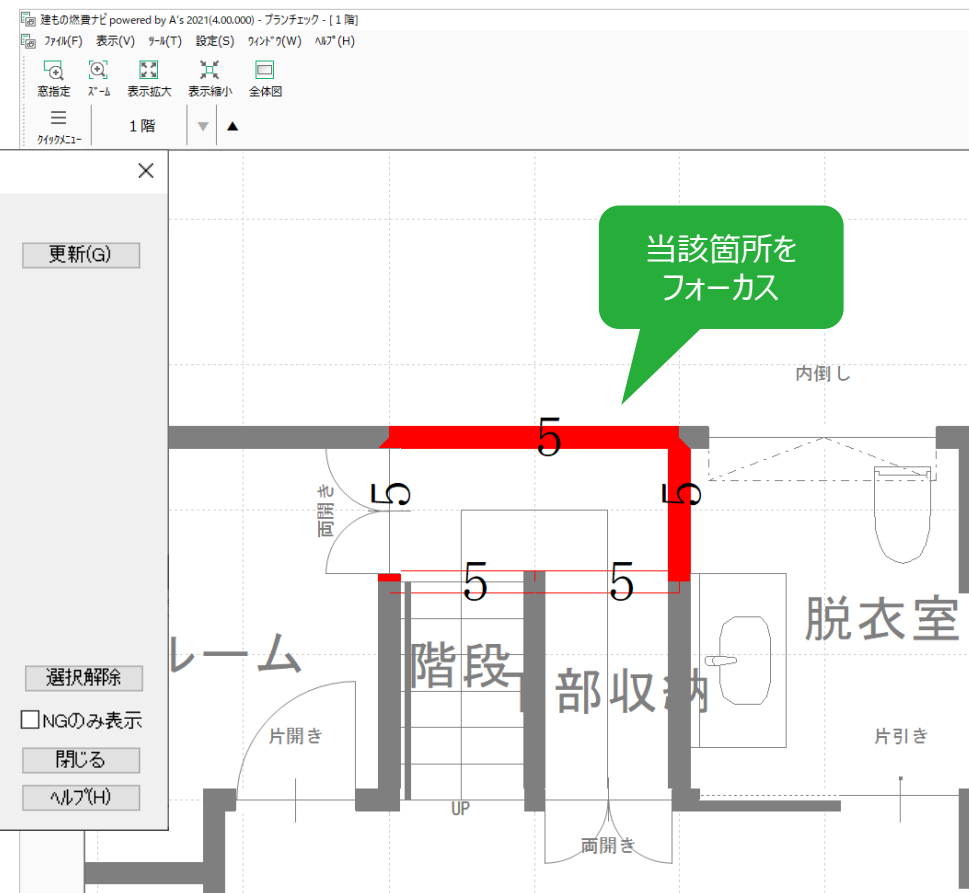 建もの燃費ナビ powered by A's 2021(4.00.000) - プランチェック - [１階]
ﾌｧｲﾙ(F) 表示(V) ﾂｰﾙ(T) 設定(S) ｳｨﾝﾄﾞｳ(W) ﾍﾙﾌﾟ(H)
窓指定 ｽﾞｰﾑ 表示拡大 表示縮小 全体図
ｸｲｯｸﾒﾆｭｰ
１階
更新(G)
当該箇所を
フォーカス
内倒し
5
5
5
両開き
5
5
脱衣室
ルーム
階段
部収納
選択解除
NGのみ表示
片開き
片引き
閉じる
ﾍﾙﾌﾟ(H)
UP
両開き